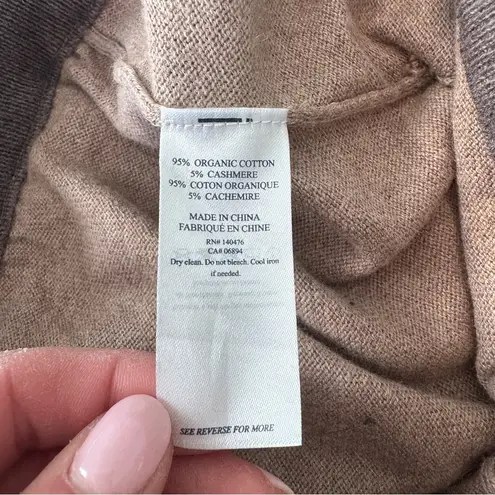 95% ORGANIC COTTON
5% CASHMERE
95% COTON ORGANIQUE
5% CACHEMIRE
MADE IN CHINA
FABRIQUÉ EN CHINE
RN# 140476
CA# 06894
Dry clean. Do not bleach. Cool iron
if needed.
SEE REVERSE FOR MORE